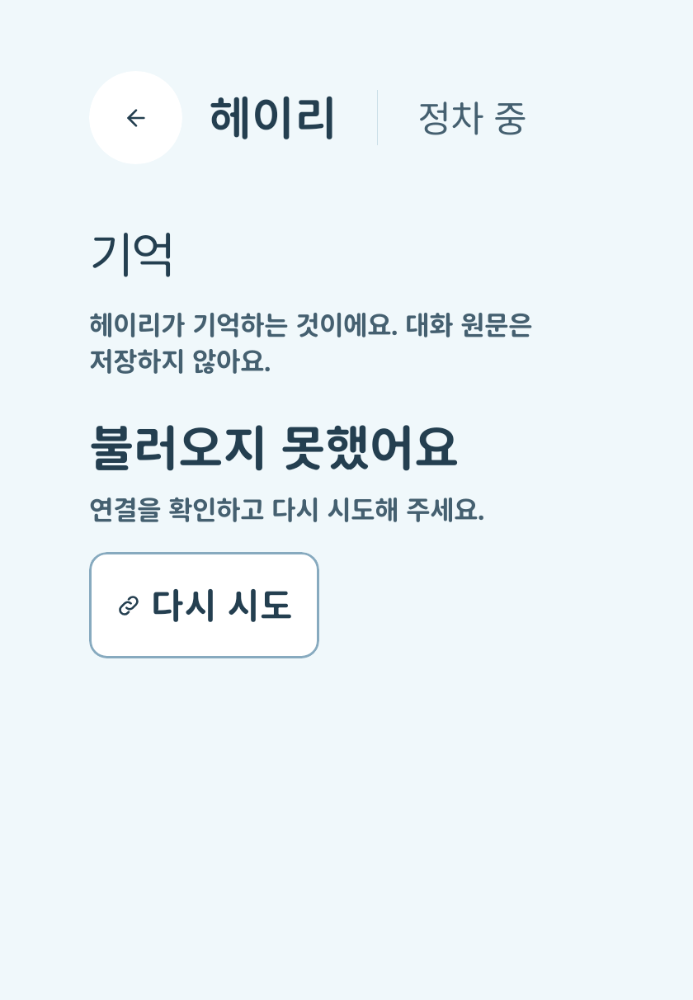 헤이리
정차 중
기억
헤이리가 기억하는 것이에요. 대화 원문은
저장하지 않아요.
불러오지 못했어요
연결을 확인하고 다시 시도해 주세요.
다시 시도